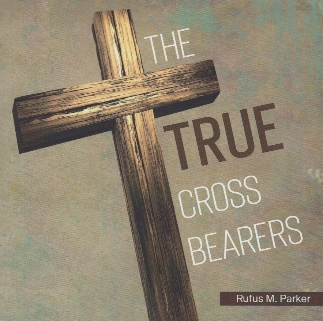 THE
TRUE
CROSS
BEARERS
Rufus M. Parker